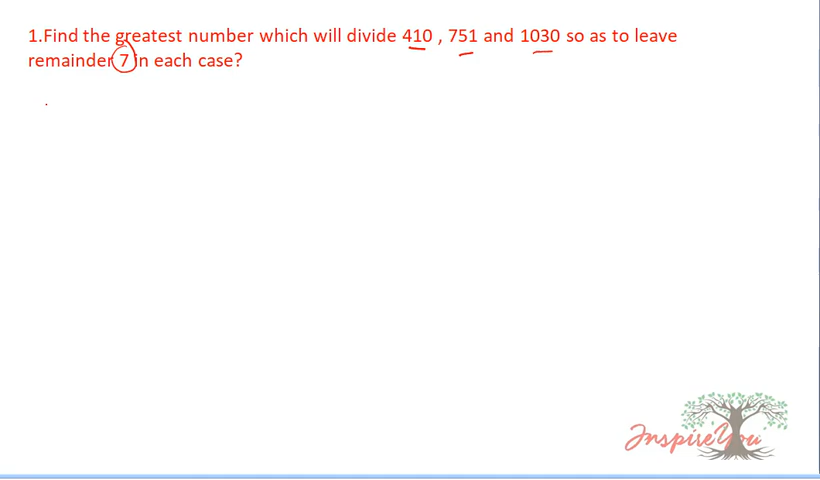 1.Find the greatest number which will divide 410 , 751 and 1030 so as to leave
remainder 7 in each case?
InspireYou